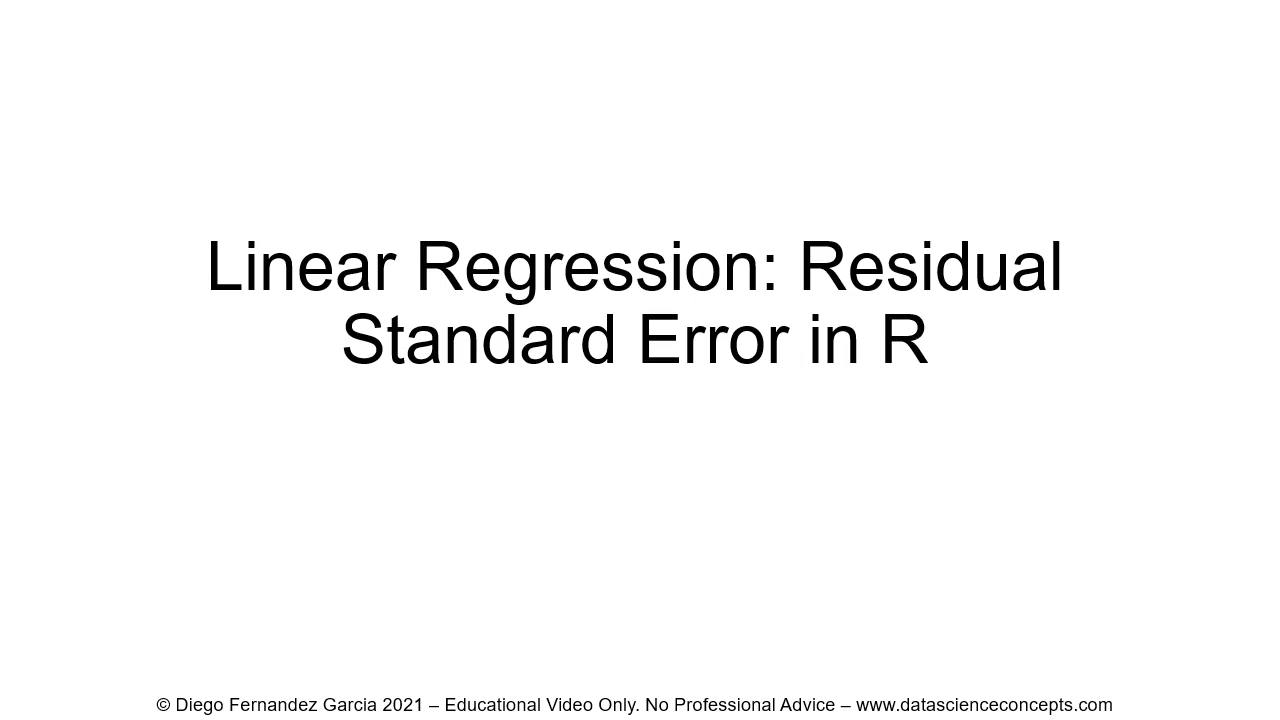 Linear Regression: Residual
Standard Error in R
© Diego Fernandez Garcia 2021 – Educational Video Only. No Professional Advice – www.datascienceconcepts.com